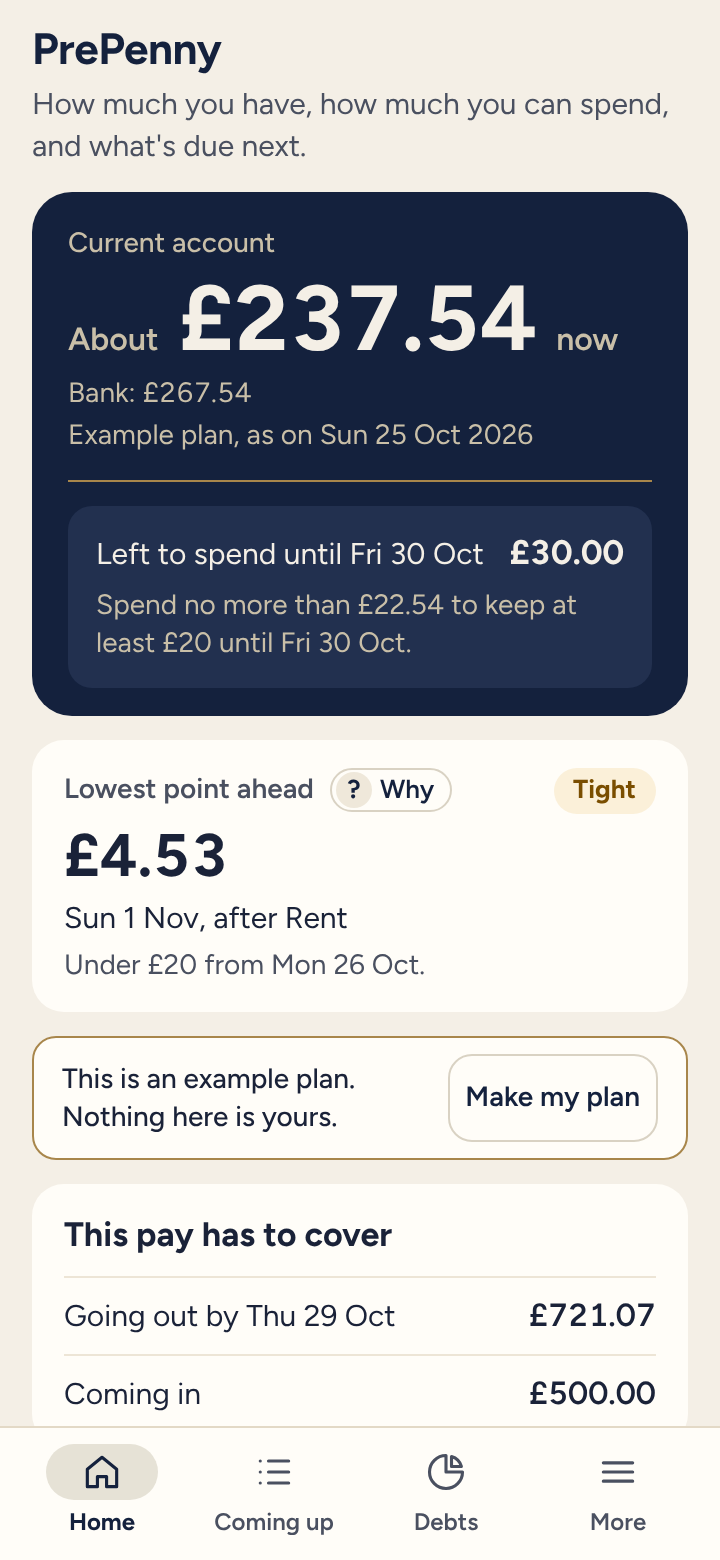 PrePenny
How much you have, how much you can spend,
and what's due next.
Current account
About £237.54 now
Bank: £267.54
Example plan, as on Sun 25 Oct 2026
Left to spend until Fri 30 Oct £30.00
Spend no more than £22.54 to keep at
least £20 until Fri 30 Oct.
Lowest point ahead ? Why Tight
£4.53
Sun 1 Nov, after Rent
Under £20 from Mon 26 Oct.
This is an example plan.
Nothing here is yours.
Make my plan
This pay has to cover
Going out by Thu 29 Oct £721.07
Coming in £500.00
Home Coming up Debts More